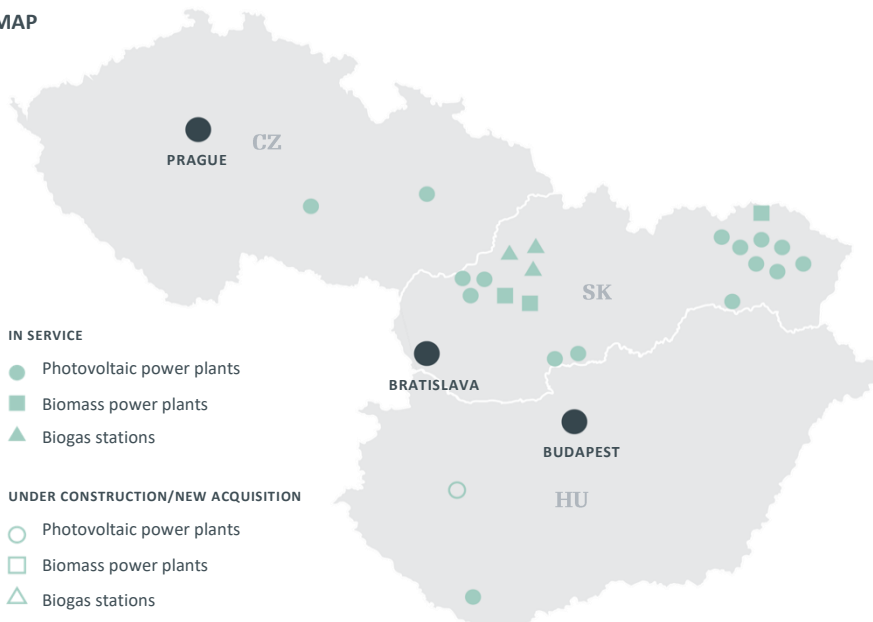 MAP
CZ
PRAGUE
SK
IN SERVICE
Photovoltaic power plants
BRATISLAVA
Biomass power plants
Biogas stations
BUDAPEST
UNDER CONSTRUCTION/NEW ACQUISITION
HU
Photovoltaic power plants
Biomass power plants
Biogas stations